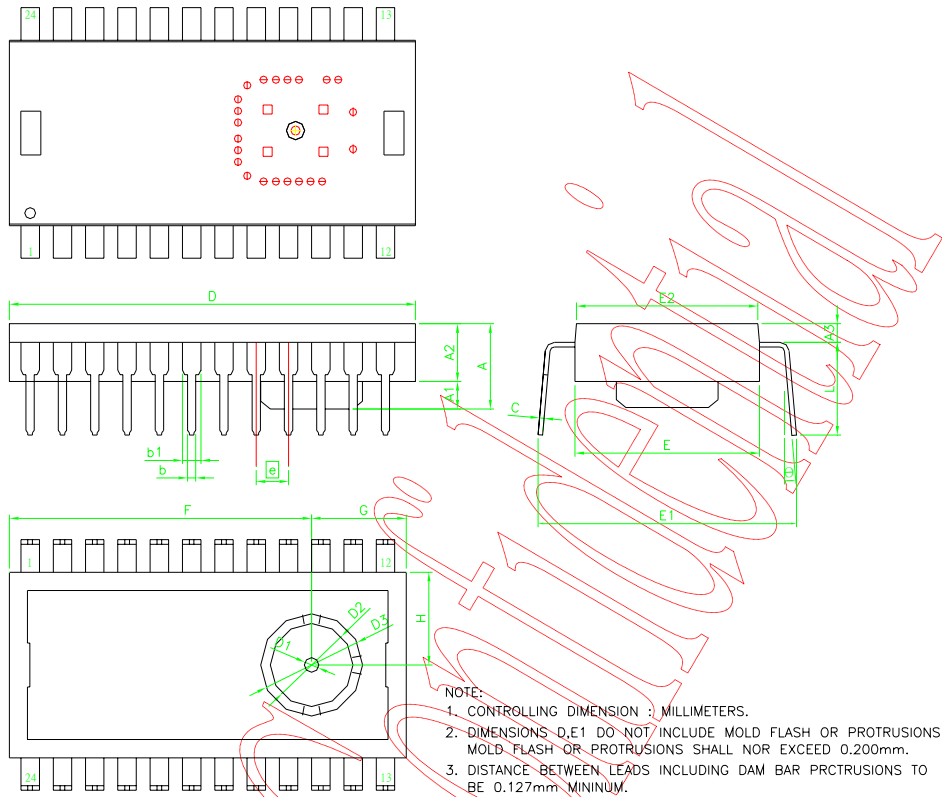 24
13
1
12
D
A2
A
A1
b1
b
e
E2
A3
L
C
E
E1
F
G
1
12
H
D2
D3
D1
24
13
NOTE:
1. CONTROLLING DIMENSION : MILLIMETERS.
2. DIMENSIONS D.E1 DO NOT INCLUDE MOLD FLASH OR PROTRUSIONS
MOLD FLASH OR PROTRUSIONS SHALL NOR EXCEED 0.200mm.
3. DISTANCE BETWEEN LEADS INCLUDING DAM BAR PRCTRUSIONS TO
BE 0.127mm MININUM.